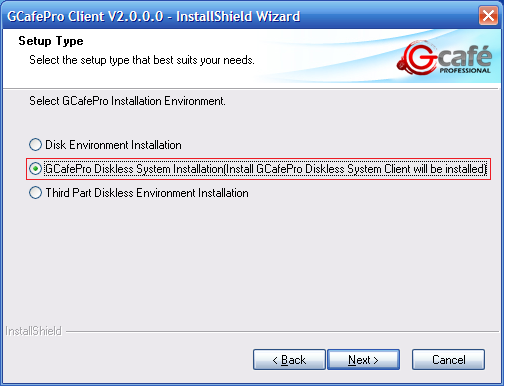 GCafePro Client V2.0.0.0 - InstallShield Wizard
Setup Type
Select the setup type that best suits your needs.
Gcafé
PROFESSIONAL
Select GCafePro Installation Environment.
Disk Environment Installation
GCafePro Diskless System Installation(Install GCafePro Diskless System Client will be installed)
Third Part Diskless Environment Installation
InstallShield
< Back
Next >
Cancel